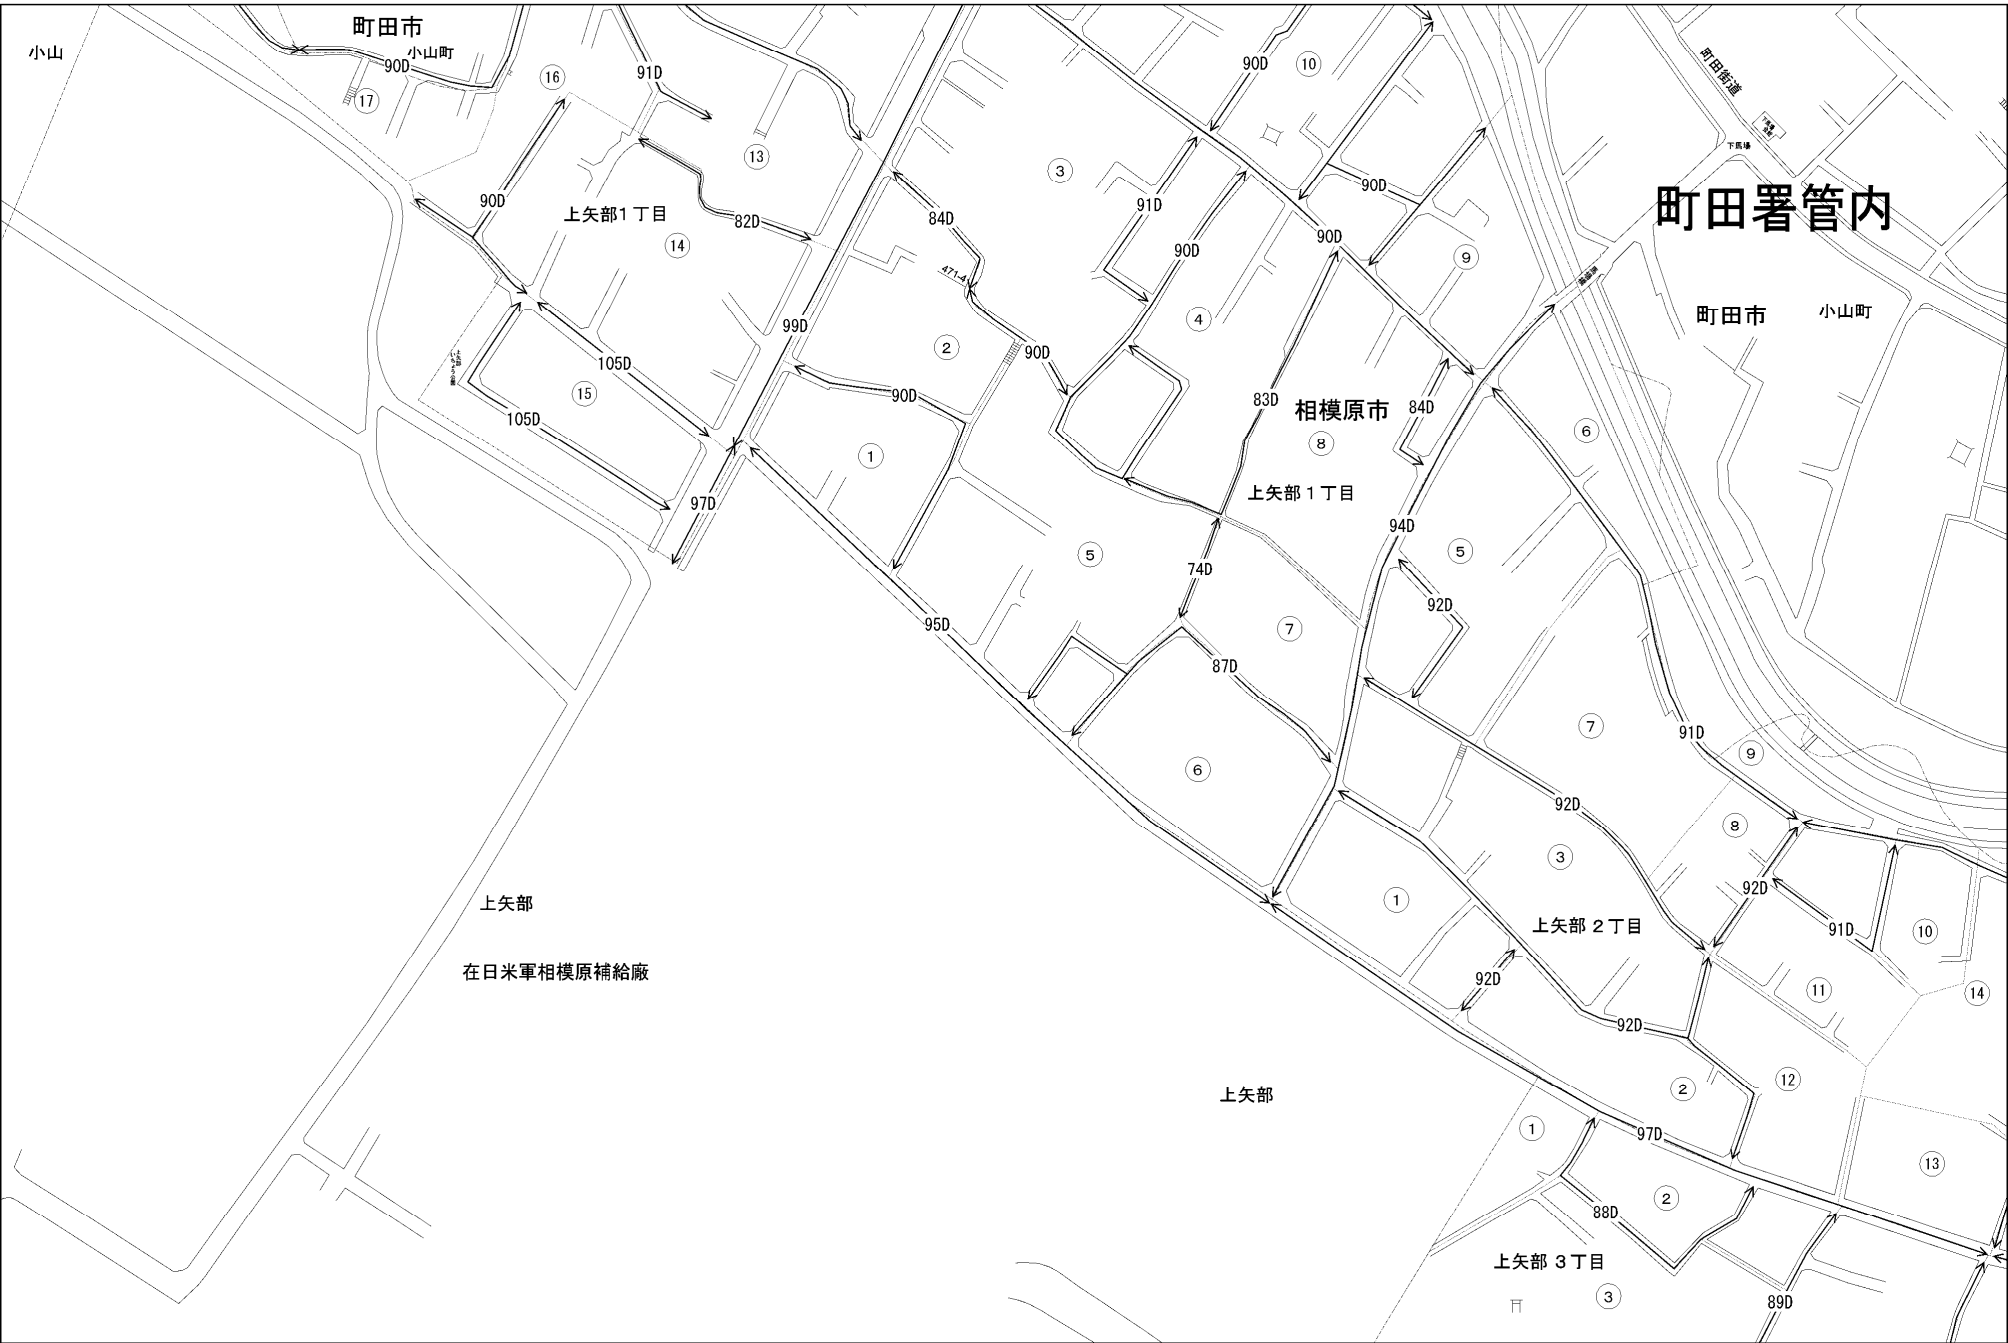 町田市
小山
小山町
90D
17
16
91D
13
90D
上矢部1丁目
14
82D
84D
3
91D
90D
10
90D
町田街道
下馬場
町田署管内
90D
90D
9
471-4
99D
2
90D
4
町田市
小山町
105D
15
105D
90D
1
83D
相模原市
8
84D
6
97D
上矢部1丁目
94D
5
74D
5
92D
95D
7
87D
6
7
91D
9
92D
8
3
92D
1
上矢部2丁目
91D
10
上矢部
在日米軍相模原補給廠
92D
11
14
92D
2
12
上矢部
1
97D
13
2
88D
上矢部3丁目
3
89D